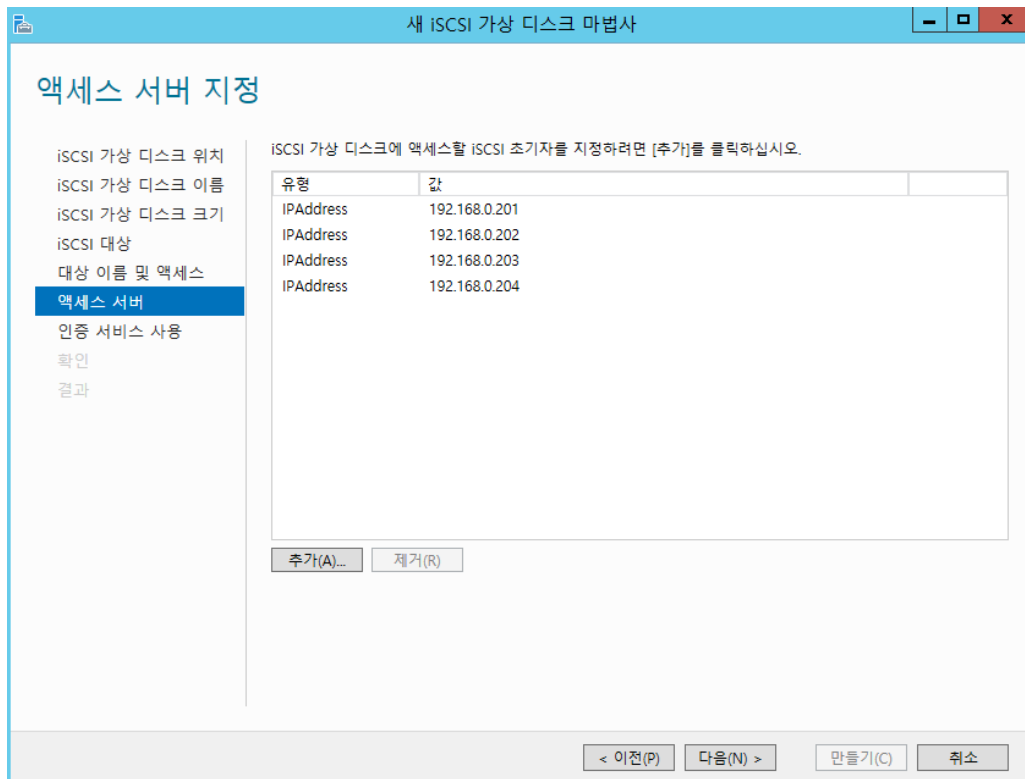 새 iSCSI 가상 디스크 마법사
액세스 서버 지정
iSCSI 가상 디스크 위치
iSCSI 가상 디스크 이름
iSCSI 가상 디스크 크기
iSCSI 대상
대상 이름 및 액세스
액세스 서버
인증 서비스 사용
확인
결과
iSCSI 가상 디스크에 액세스할 iSCSI 초기자를 지정하려면 [추가]를 클릭하십시오.
유형 값
IPAddress 192.168.0.201
IPAddress 192.168.0.202
IPAddress 192.168.0.203
IPAddress 192.168.0.204
추가(A)... 제거(R)
< 이전(P) 다음(N) > 만들기(C) 취소